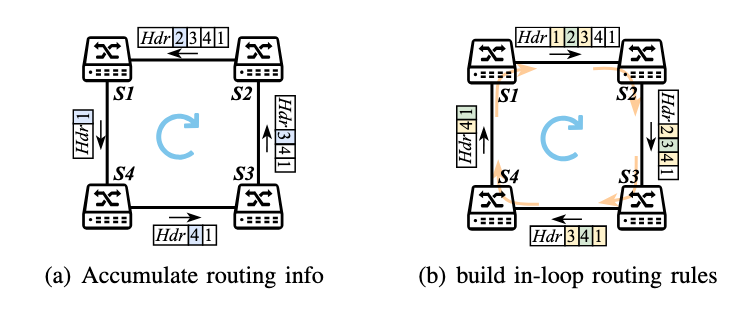 Hdr 2 3 4 1
Hdr 1 2 3 4 1
S1
S2
S1
S2
Hdr 1
Hdr 3 4 1
Hdr 4 1
Hdr 2 3 4 1
S4
S3
S4
S3
Hdr 4 1
Hdr 3 4 1
(a) Accumulate routing info
(b) build in-loop routing rules